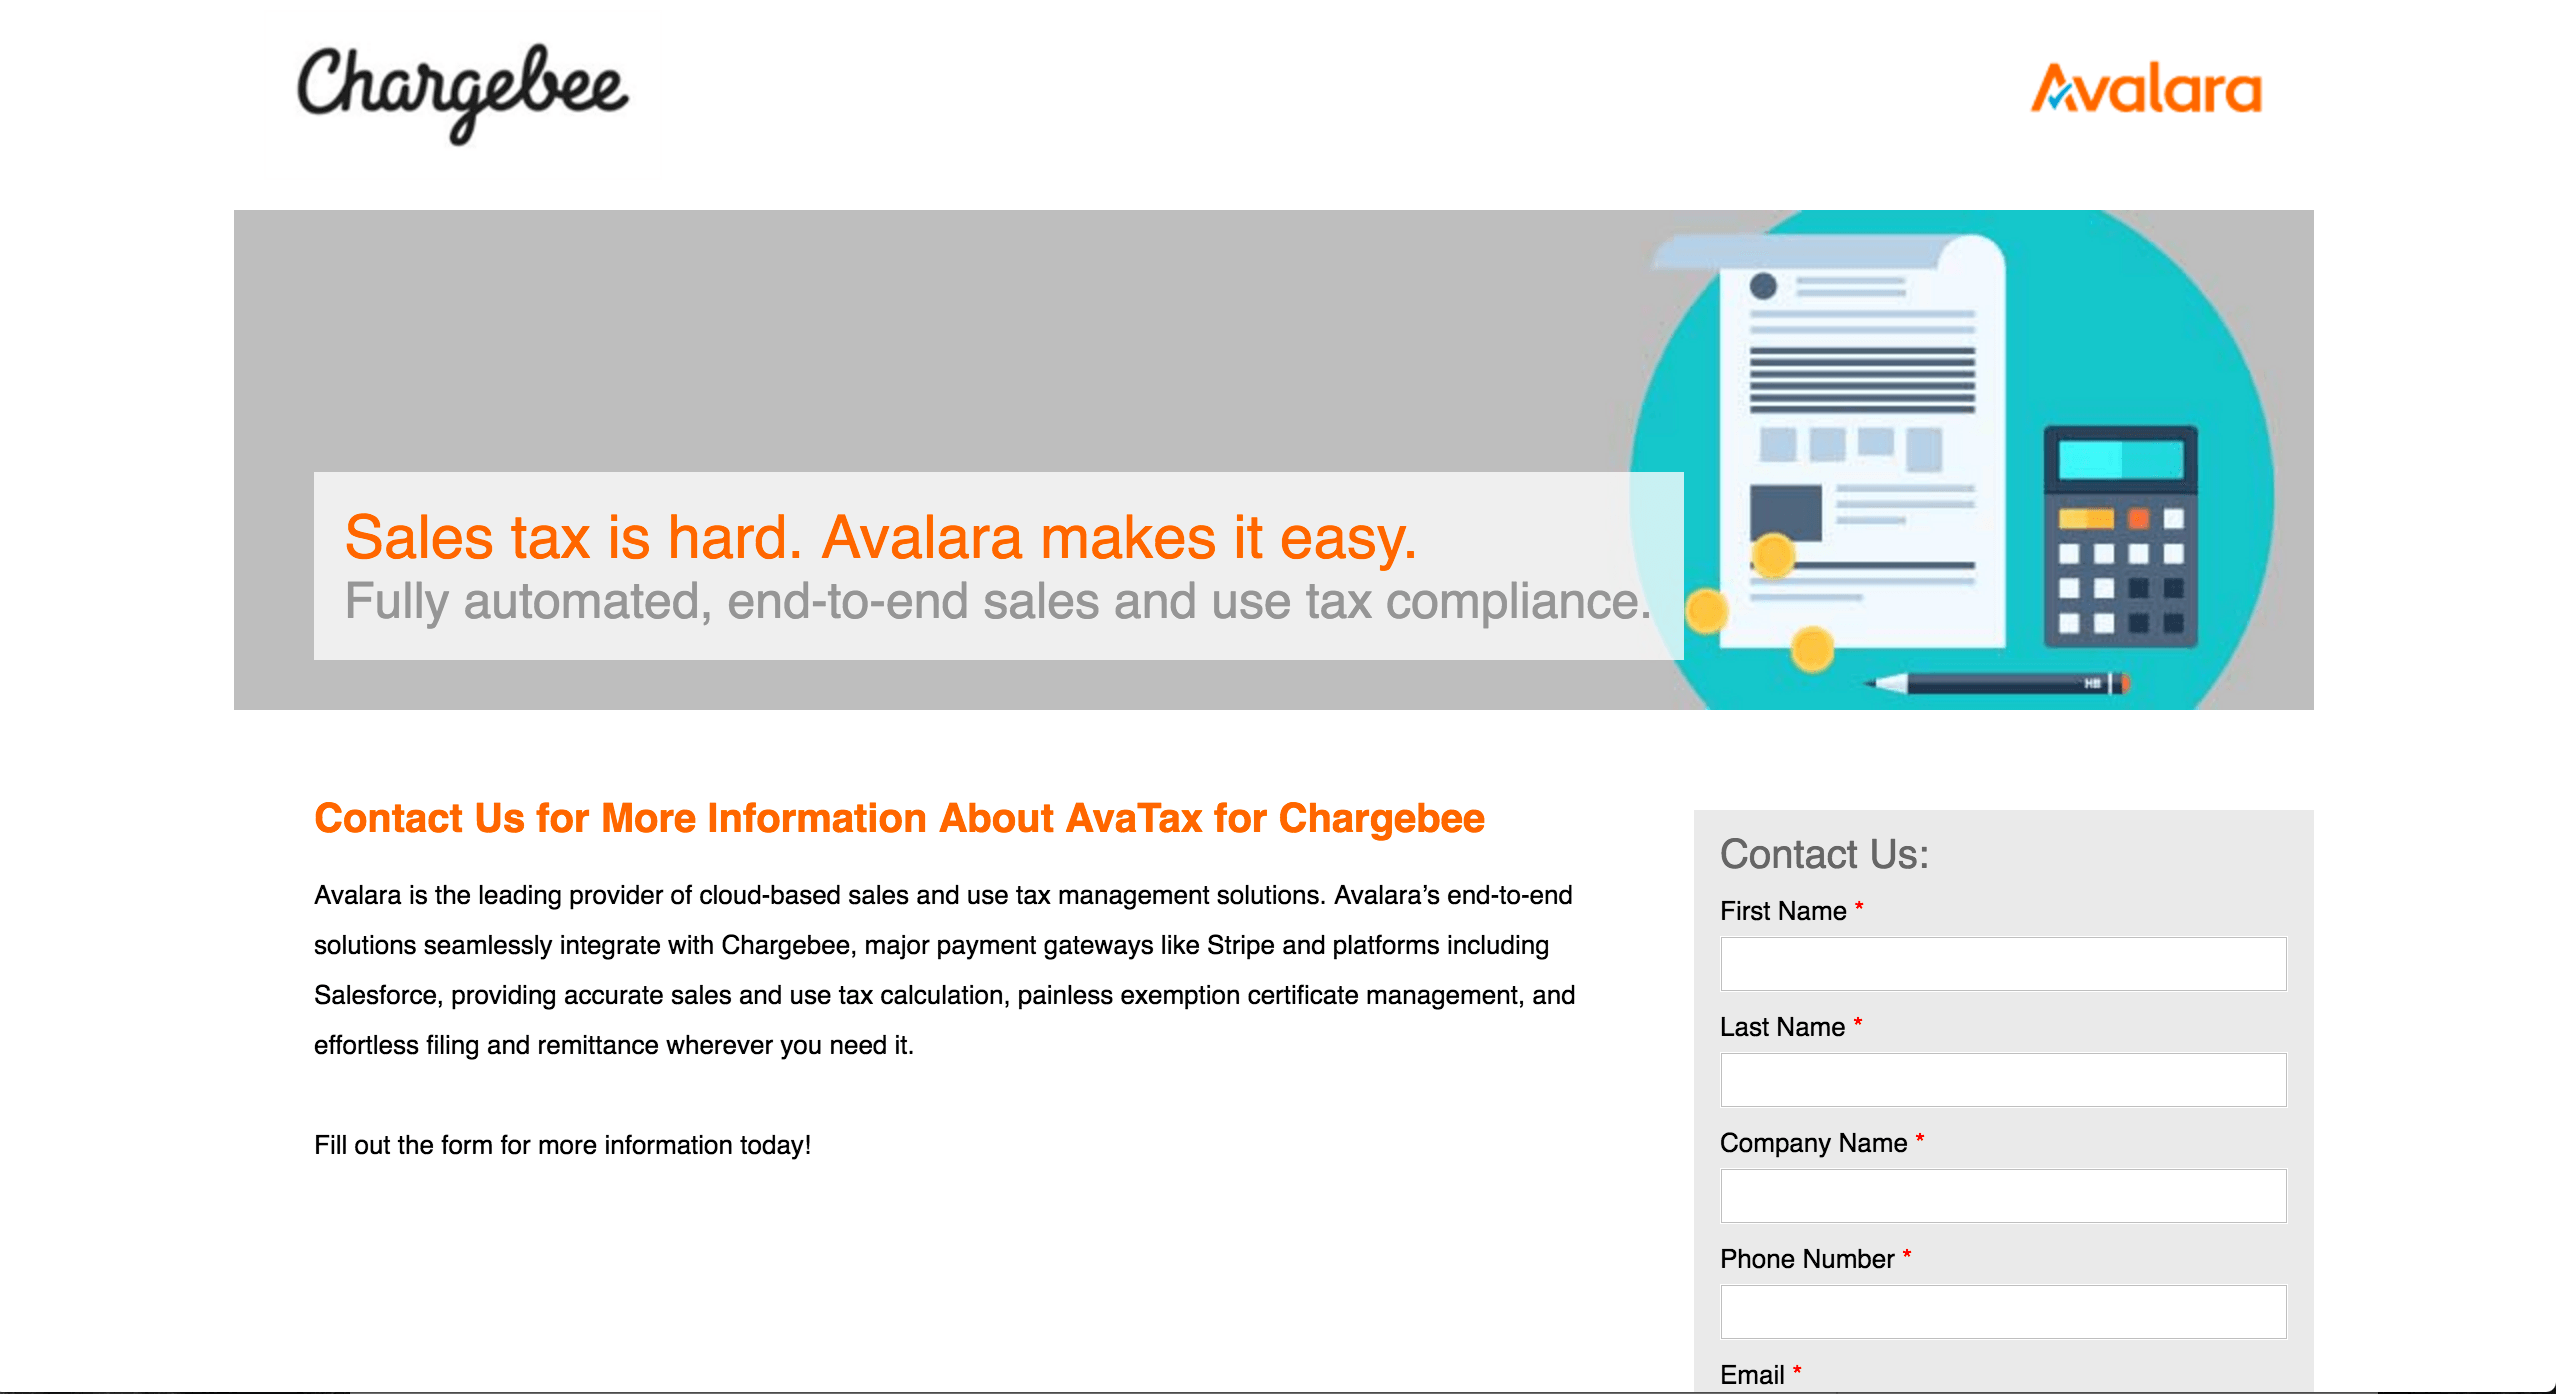 Chargebee
Avalara
Sales tax is hard. Avalara makes it easy.
Fully automated, end-to-end sales and use tax compliance.
HB
Contact Us for More Information About AvaTax for Chargebee
Avalara is the leading provider of cloud-based sales and use tax management solutions. Avalara’s end-to-end
solutions seamlessly integrate with Chargebee, major payment gateways like Stripe and platforms including
Salesforce, providing accurate sales and use tax calculation, painless exemption certificate management, and
effortless filing and remittance wherever you need it.
Fill out the form for more information today!
Contact Us:
First Name *
Last Name *
Company Name *
Phone Number *
Email *